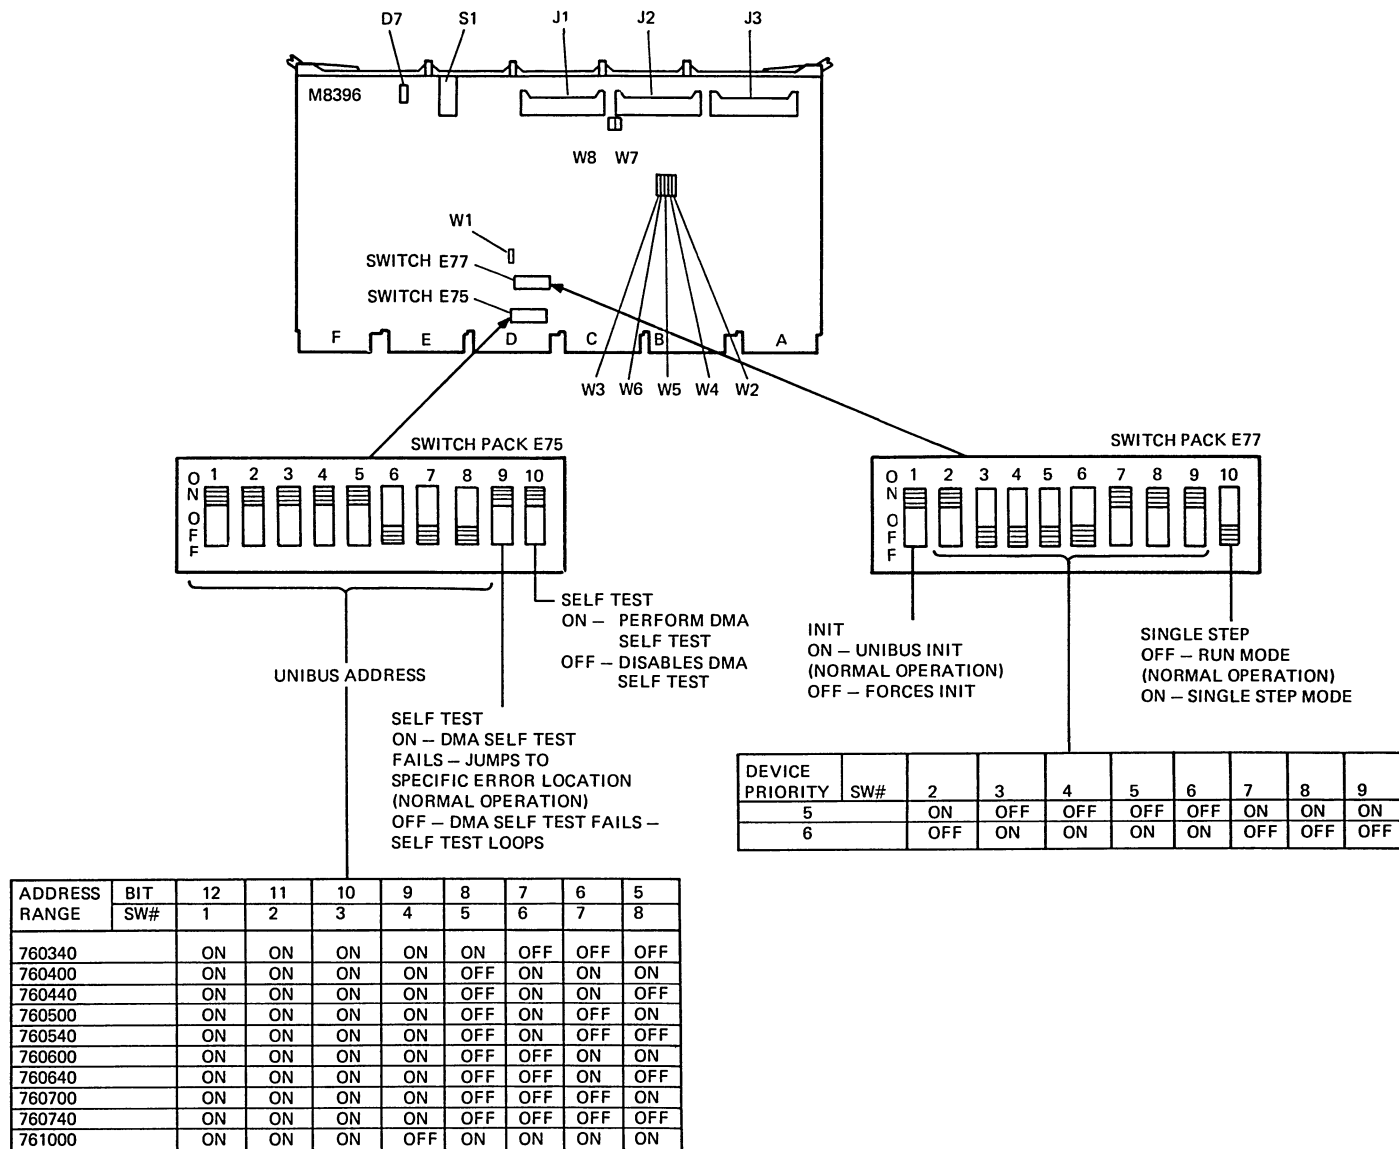 D7 S1 J1 J2 J3
M8396
W8 W7
W1
SWITCH E77
SWITCH E75
F E D C B A
W3 W6 W5 W4 W2
SWITCH PACK E75
ON OFF
1 2 3 4 5 6 7 8 9 10
UNIBUS ADDRESS
SELF TEST
ON — PERFORM DMA
SELF TEST
OFF — DISABLES DMA
SELF TEST
SELF TEST
ON — DMA SELF TEST
FAILS — JUMPS TO
SPECIFIC ERROR LOCATION
(NORMAL OPERATION)
OFF — DMA SELF TEST FAILS —
SELF TEST LOOPS
SWITCH PACK E77
ON OFF
1 2 3 4 5 6 7 8 9 10
INIT
ON — UNIBUS INIT
(NORMAL OPERATION)
OFF — FORCES INIT
SINGLE STEP
OFF — RUN MODE
(NORMAL OPERATION)
ON — SINGLE STEP MODE
DEVICE
PRIORITY SW# 2 3 4 5 6 7 8 9
5 ON OFF OFF OFF OFF ON ON ON
6 OFF ON ON ON ON OFF OFF OFF
ADDRESS BIT 12 11 10 9 8 7 6 5
RANGE SW# 1 2 3 4 5 6 7 8
760340 ON ON ON ON ON OFF OFF OFF
760400 ON ON ON ON OFF ON ON ON
760440 ON ON ON ON OFF ON ON OFF
760500 ON ON ON ON OFF ON OFF ON
760540 ON ON ON ON OFF ON OFF OFF
760600 ON ON ON ON OFF OFF ON ON
760640 ON ON ON ON OFF OFF ON OFF
760700 ON ON ON ON OFF OFF OFF ON
760740 ON ON ON ON OFF OFF OFF OFF
761000 ON ON ON OFF ON ON ON ON